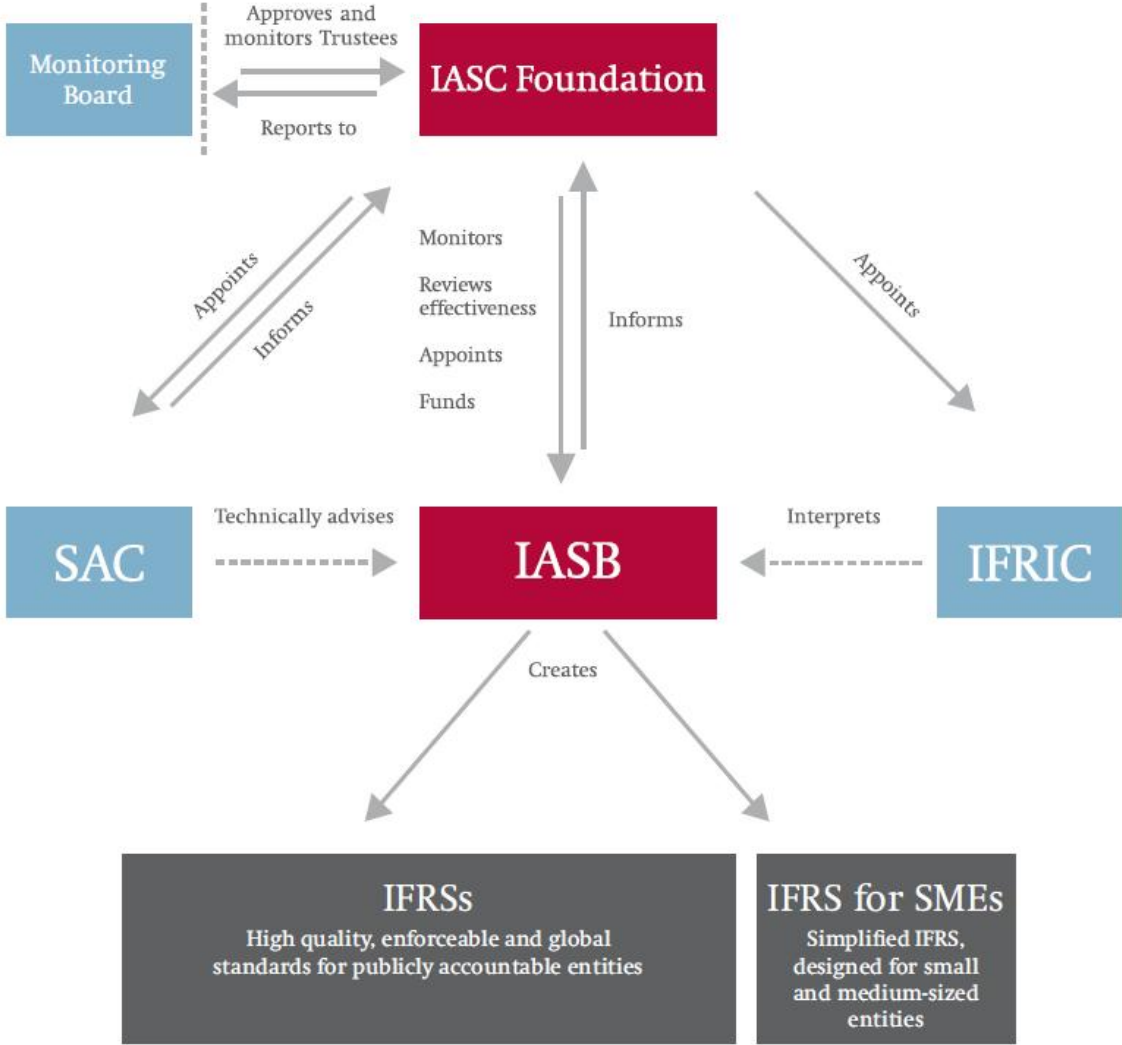 Approves and
monitors Trustees
Monitoring
Board
IASC Foundation
Reports to
Appoints
Informs
Monitors
Reviews
effectiveness
Appoints
Funds
Informs
Appoints
SAC
Technically advises
IASB
Interprets
IFRIC
Creates
IFRSs
High quality, enforceable and global
standards for publicly accountable entities
IFRS for SMEs
Simplified IFRS,
designed for small
and medium-sized
entities